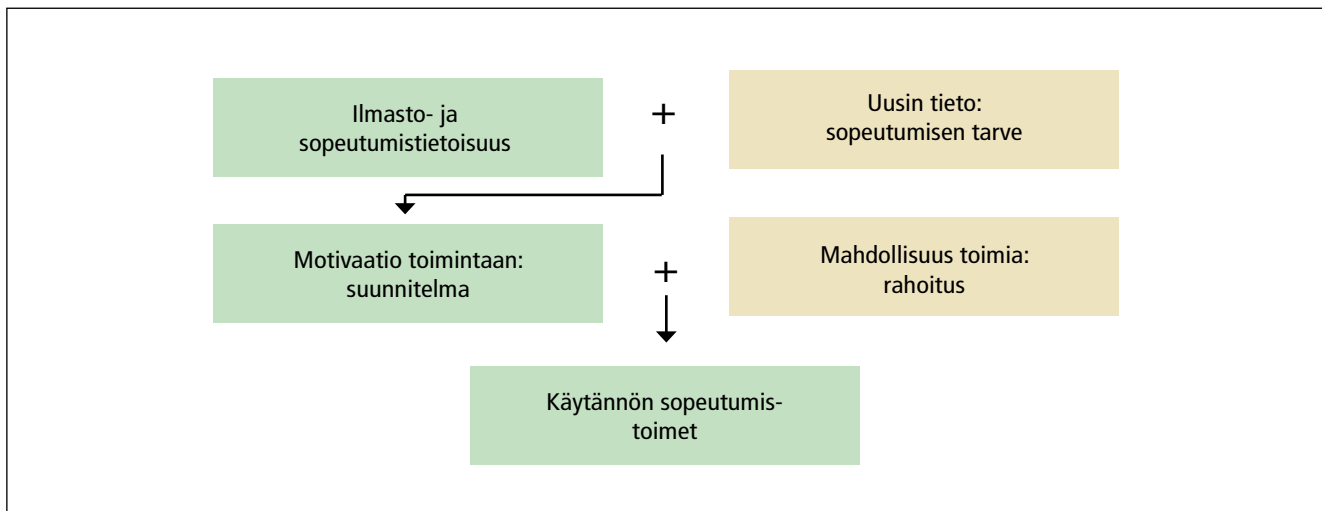 Ilmasto- ja
sopeutumistietoisuus
+
Uusin tieto:
sopeutumisen tarve
Motivaatio toimintaan:
suunnitelma
+
Mahdollisuus toimia:
rahoitus
Käytännön sopeutumis-
toimet